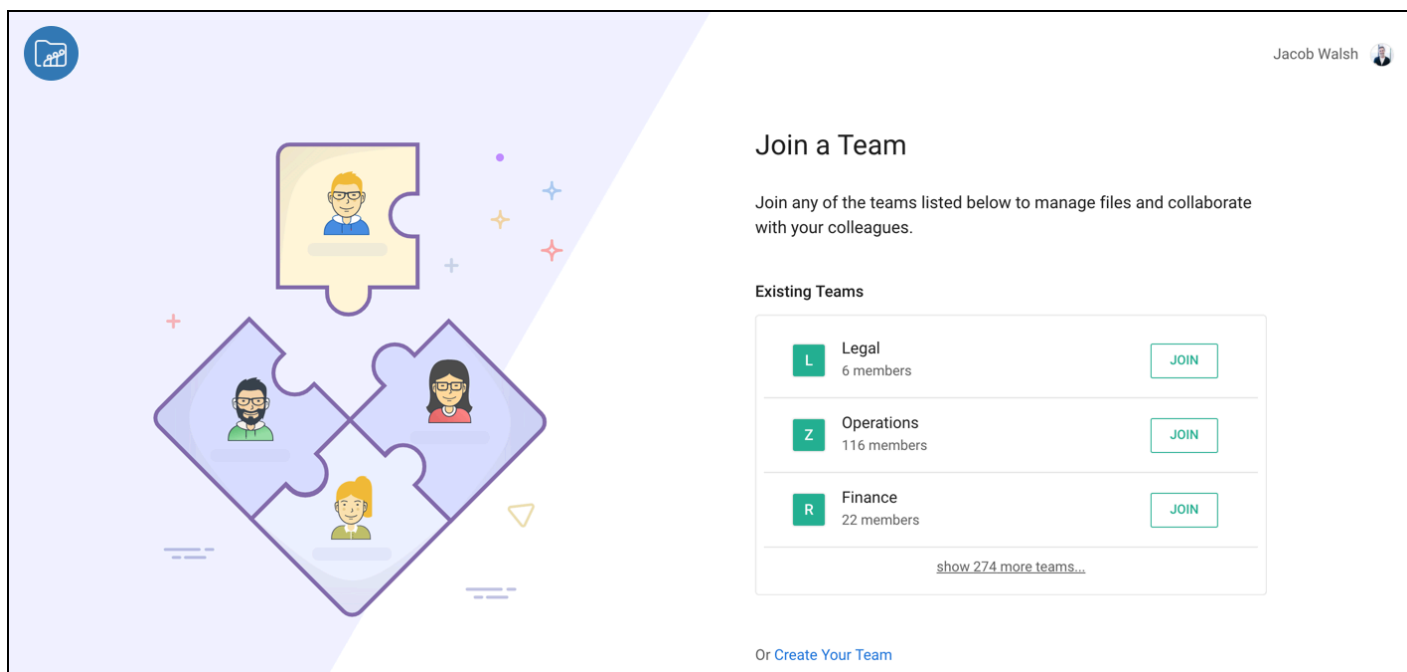 Jacob Walsh
Join a Team
Join any of the teams listed below to manage files and collaborate
with your colleagues.
Existing Teams
L
Legal
6 members
JOIN
Z
Operations
116 members
JOIN
R
Finance
22 members
JOIN
show 274 more teams...
Or Create Your Team